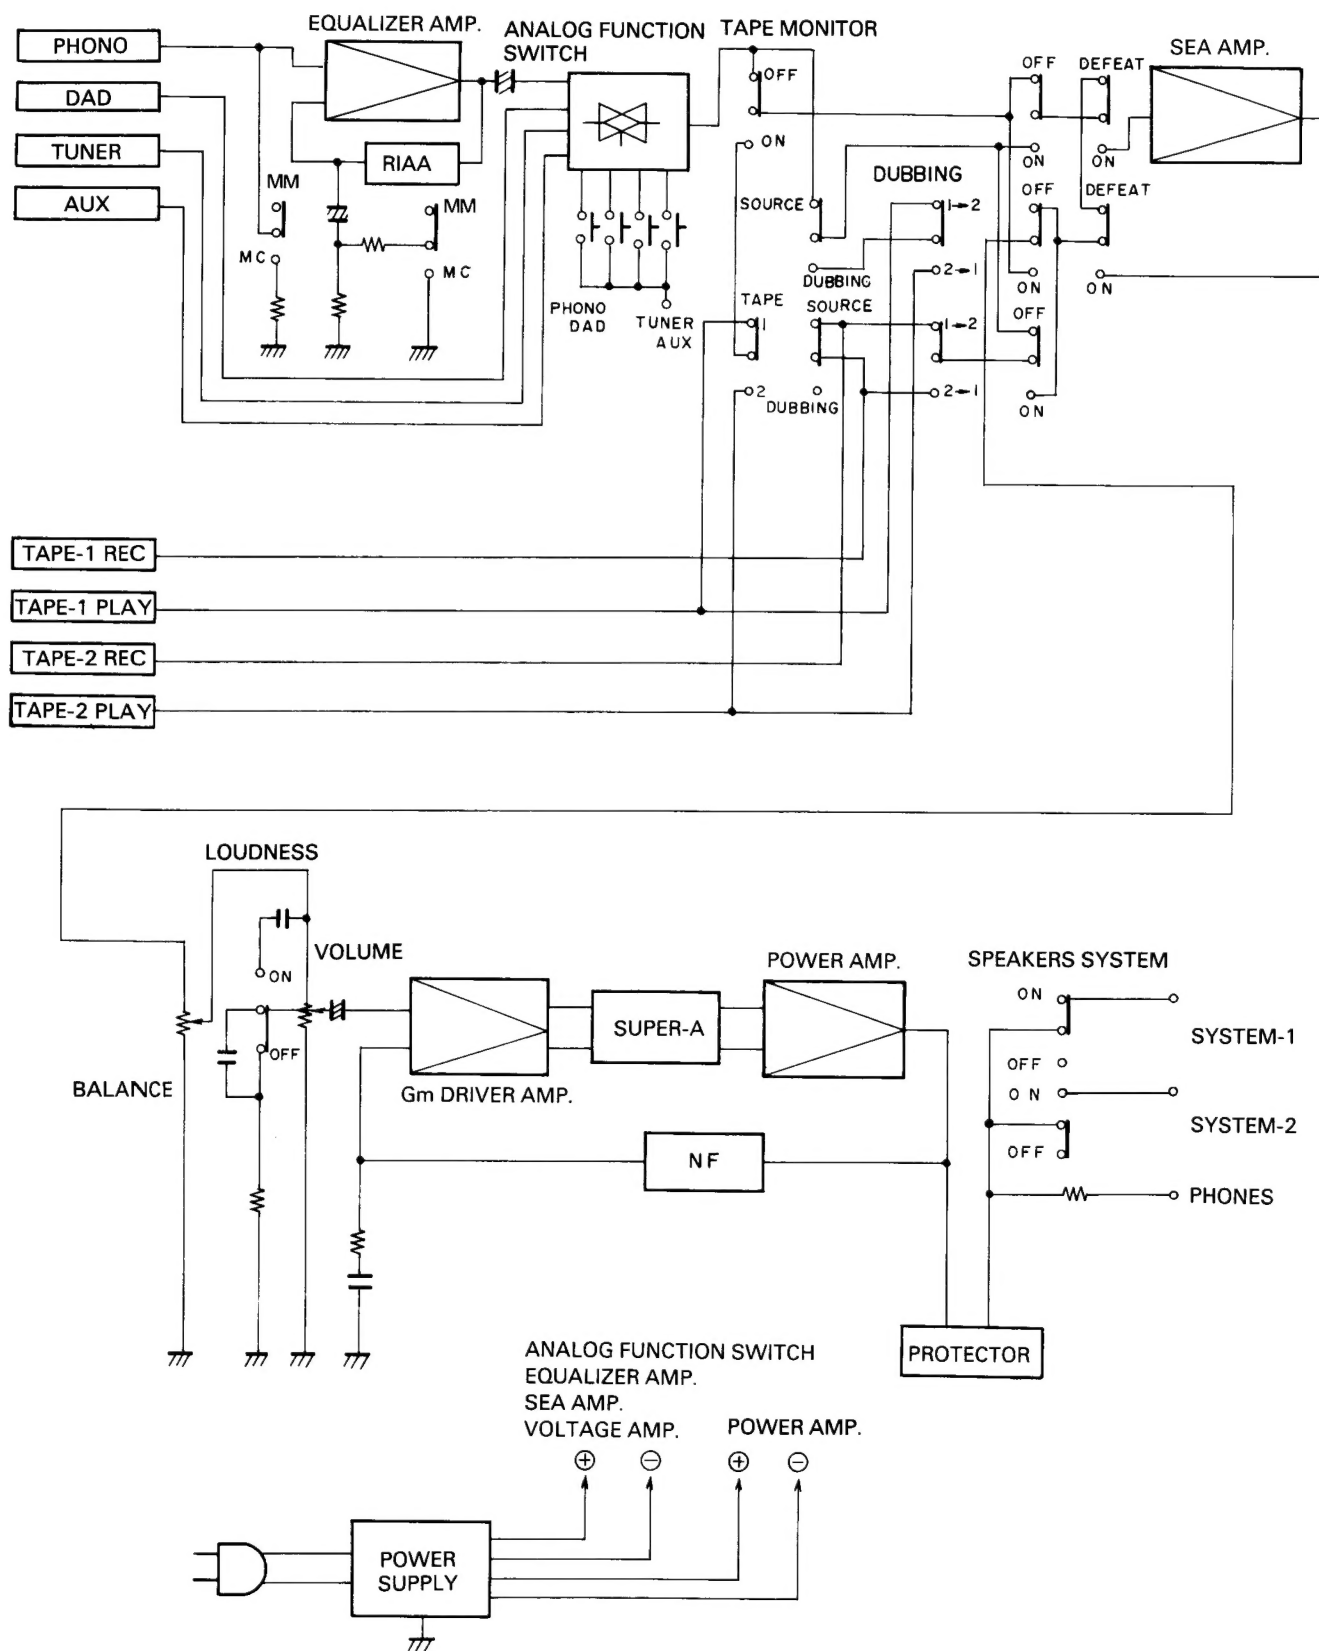 EQUALIZER AMP.
ANALOG FUNCTION
SWITCH
TAPE MONITOR
SEA AMP.
PHONO
DAD
TUNER
AUX
RIAA
MM
MC
MM
MC
PHONO
DAD
TUNER
AUX
OFF
ON
SOURCE
DUBBING
TAPE
1
2
SOURCE
DUBBING
DUBBING
1→2
2→1
1→2
2→1
OFF
ON
OFF
ON
OFF
ON
DEFEAT
ON
DEFEAT
ON
TAPE-1 REC
TAPE-1 PLAY
TAPE-2 REC
TAPE-2 PLAY
LOUDNESS
VOLUME
ON
OFF
BALANCE
Gm DRIVER AMP.
SUPER-A
POWER AMP.
NF
SPEAKERS SYSTEM
ON
SYSTEM-1
OFF
ON
SYSTEM-2
OFF
PHONES
PROTECTOR
ANALOG FUNCTION SWITCH
EQUALIZER AMP.
SEA AMP.
VOLTAGE AMP.
POWER AMP.
+
−
+
−
POWER
SUPPLY